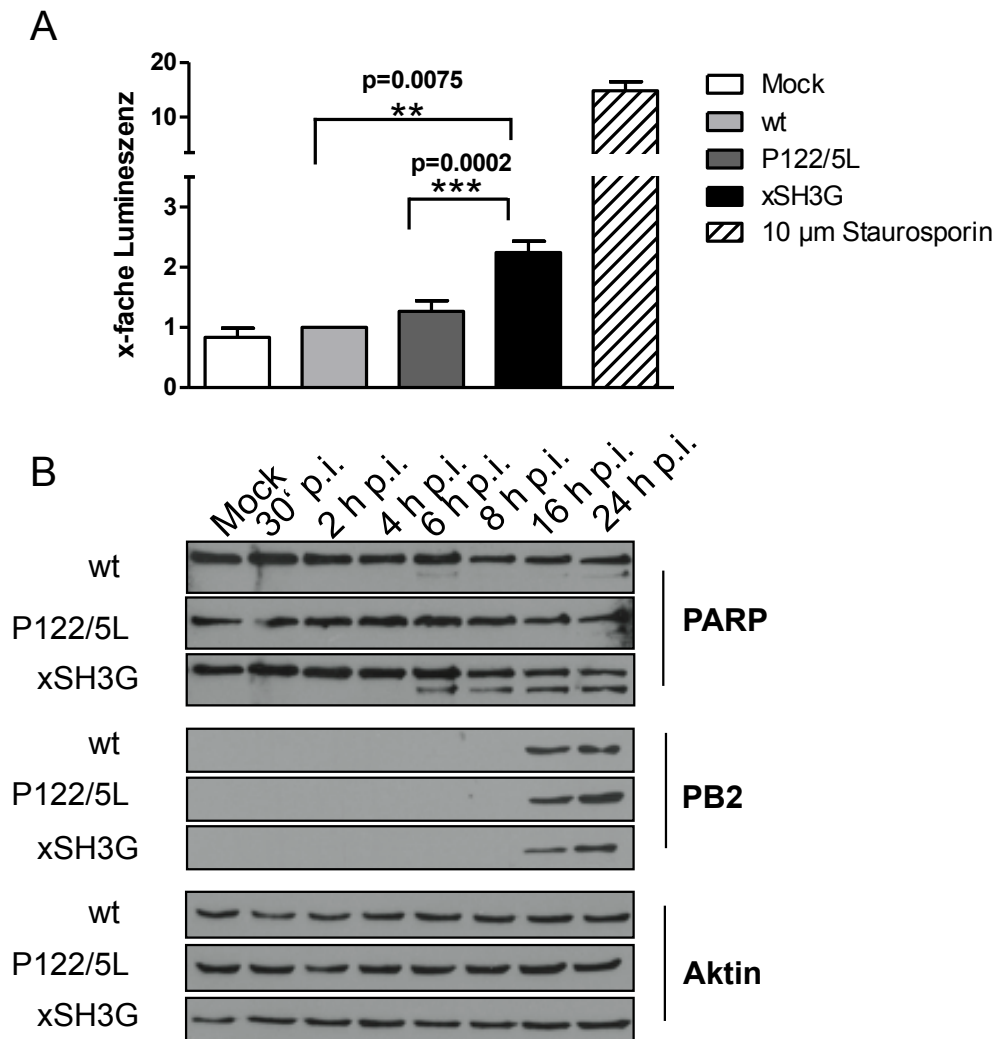 A
x-fache Lumineszenz
20
10
3
2
1
0
p=0.0075
**
p=0.0002
***
Mock
wt
P122/5L
xSH3G
10 µm Staurosporin
B
Mock
30‘ p.i.
2 h p.i.
4 h p.i.
6 h p.i.
8 h p.i.
16 h p.i.
24 h p.i.
wt
P122/5L
xSH3G
PARP
wt
P122/5L
xSH3G
PB2
wt
P122/5L
xSH3G
Aktin